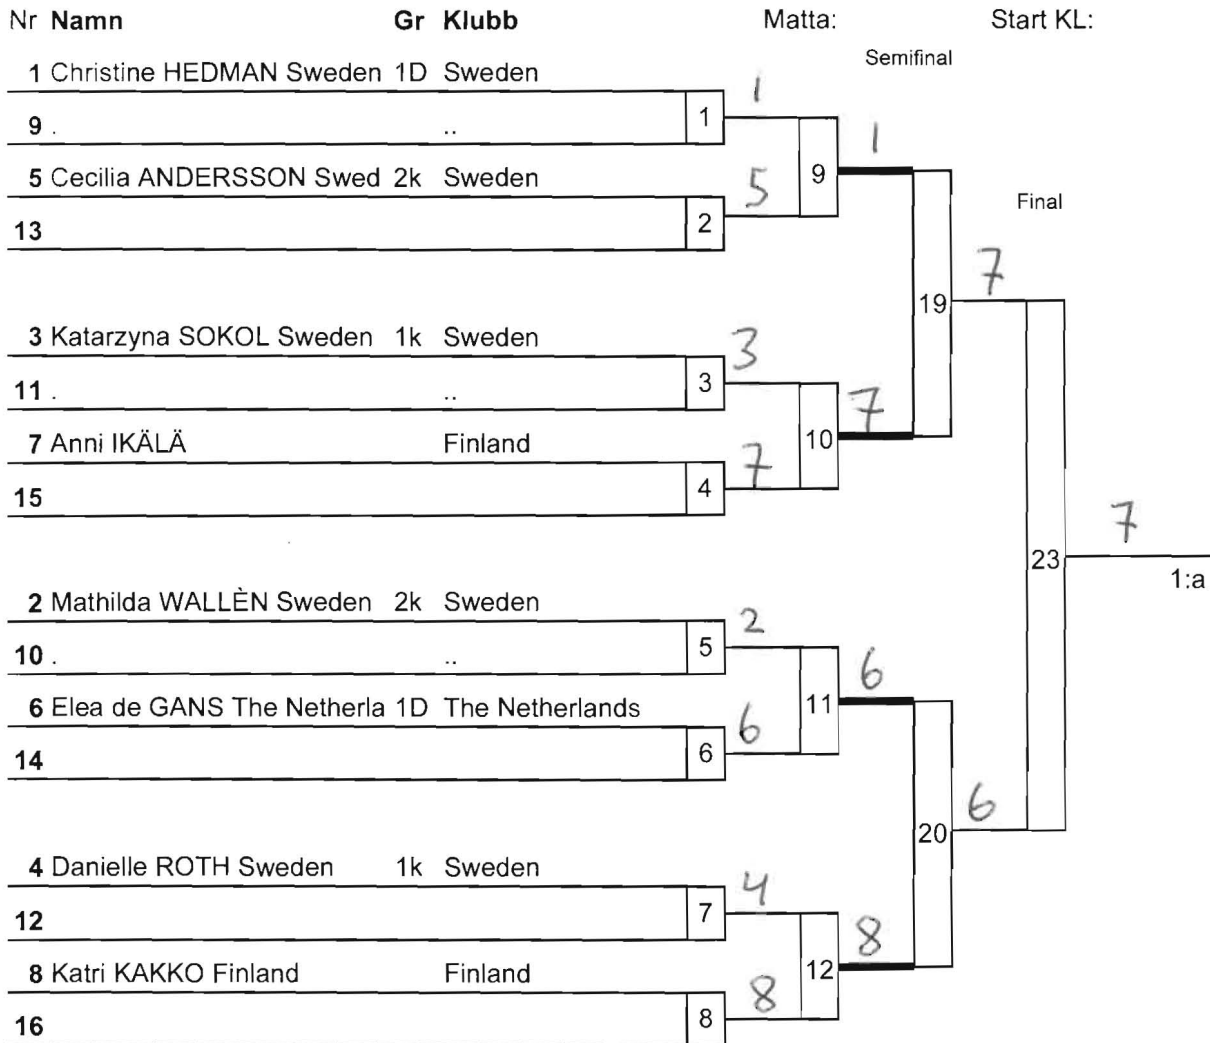 Nr Namn Gr Klubb Matta: Start KL:
Semifinal
1 Christine HEDMAN Sweden 1D Sweden
1
9 . .. 1
1
5 Cecilia ANDERSSON Swed 2k Sweden
9
5
Final
13 2
7
19
3 Katarzyna SOKOL Sweden 1k Sweden
3
11 . .. 3
7
7 Anni IKÄLÄ Finland
10
7
15 4
7
23
1:a
2 Mathilda WALLÈN Sweden 2k Sweden
2
10 . .. 5
6
6 Elea de GANS The Netherla 1D The Netherlands
11
6
14 6
6
20
4 Danielle ROTH Sweden 1k Sweden
4
12 7
8
8 Katri KAKKO Finland Finland
12
8
16 8